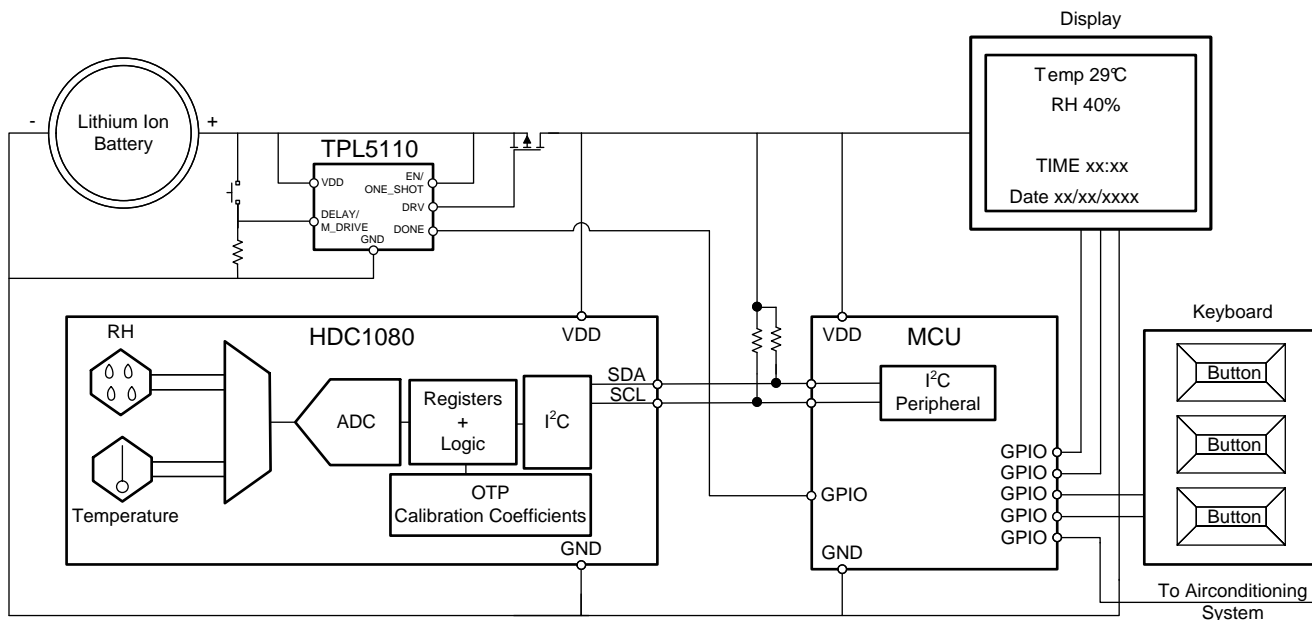 Display
Temp 29℃
RH 40%
TIME xx:xx
Date xx/xx/xxxx
-
Lithium Ion
Battery
+
TPL5110
VDD
EN/
ONE_SHOT
DRV
DELAY/
M_DRIVE
DONE
GND
RH
HDC1080
VDD
SDA
SCL
ADC
Registers
+
Logic
I²C
Temperature
OTP
Calibration Coefficients
GND
VDD
MCU
I²C
Peripheral
GPIO
GPIO
GPIO
GPIO
GPIO
GPIO
GND
Keyboard
Button
Button
Button
To Airconditioning
System